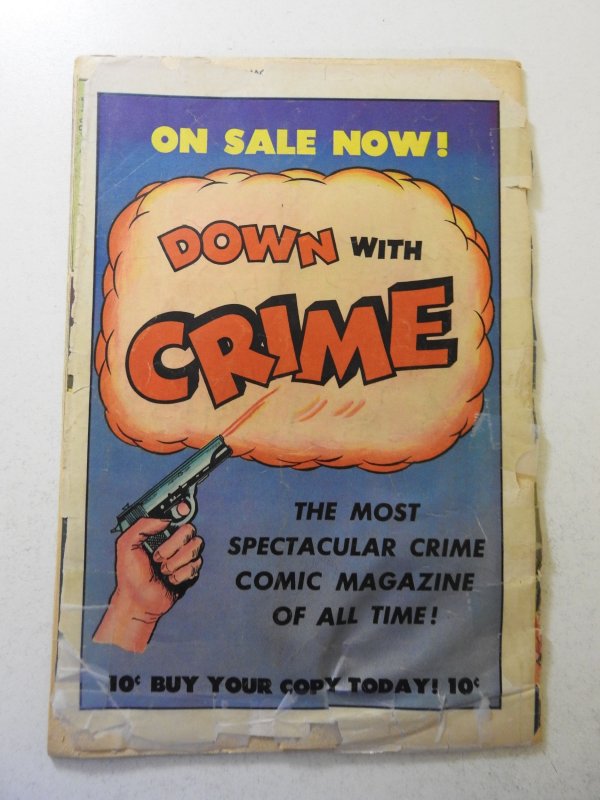 ON SALE NOW!
DOWN WITH
CRIME
THE MOST
SPECTACULAR CRIME
COMIC MAGAZINE
OF ALL TIME!
10¢ BUY YOUR COPY TODAY! 10¢